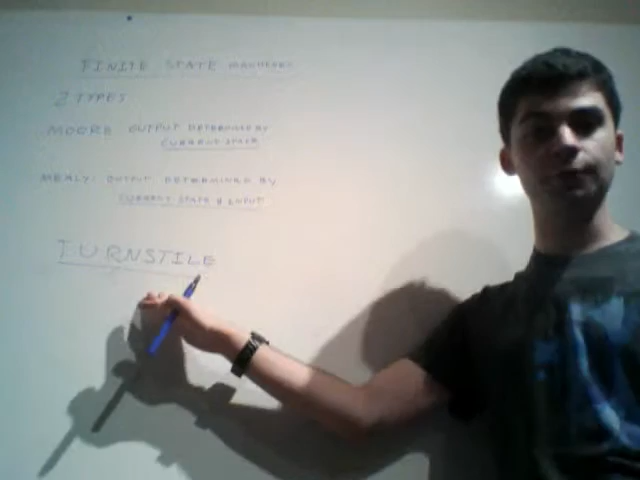 FINITE STATE MACHINES
2 TYPES
MOORE OUTPUT DETERMINED BY
CURRENT STATE
MEALY: OUTPUT DETERMINED BY
CURRENT STATE & INPUT
TURNSTILE